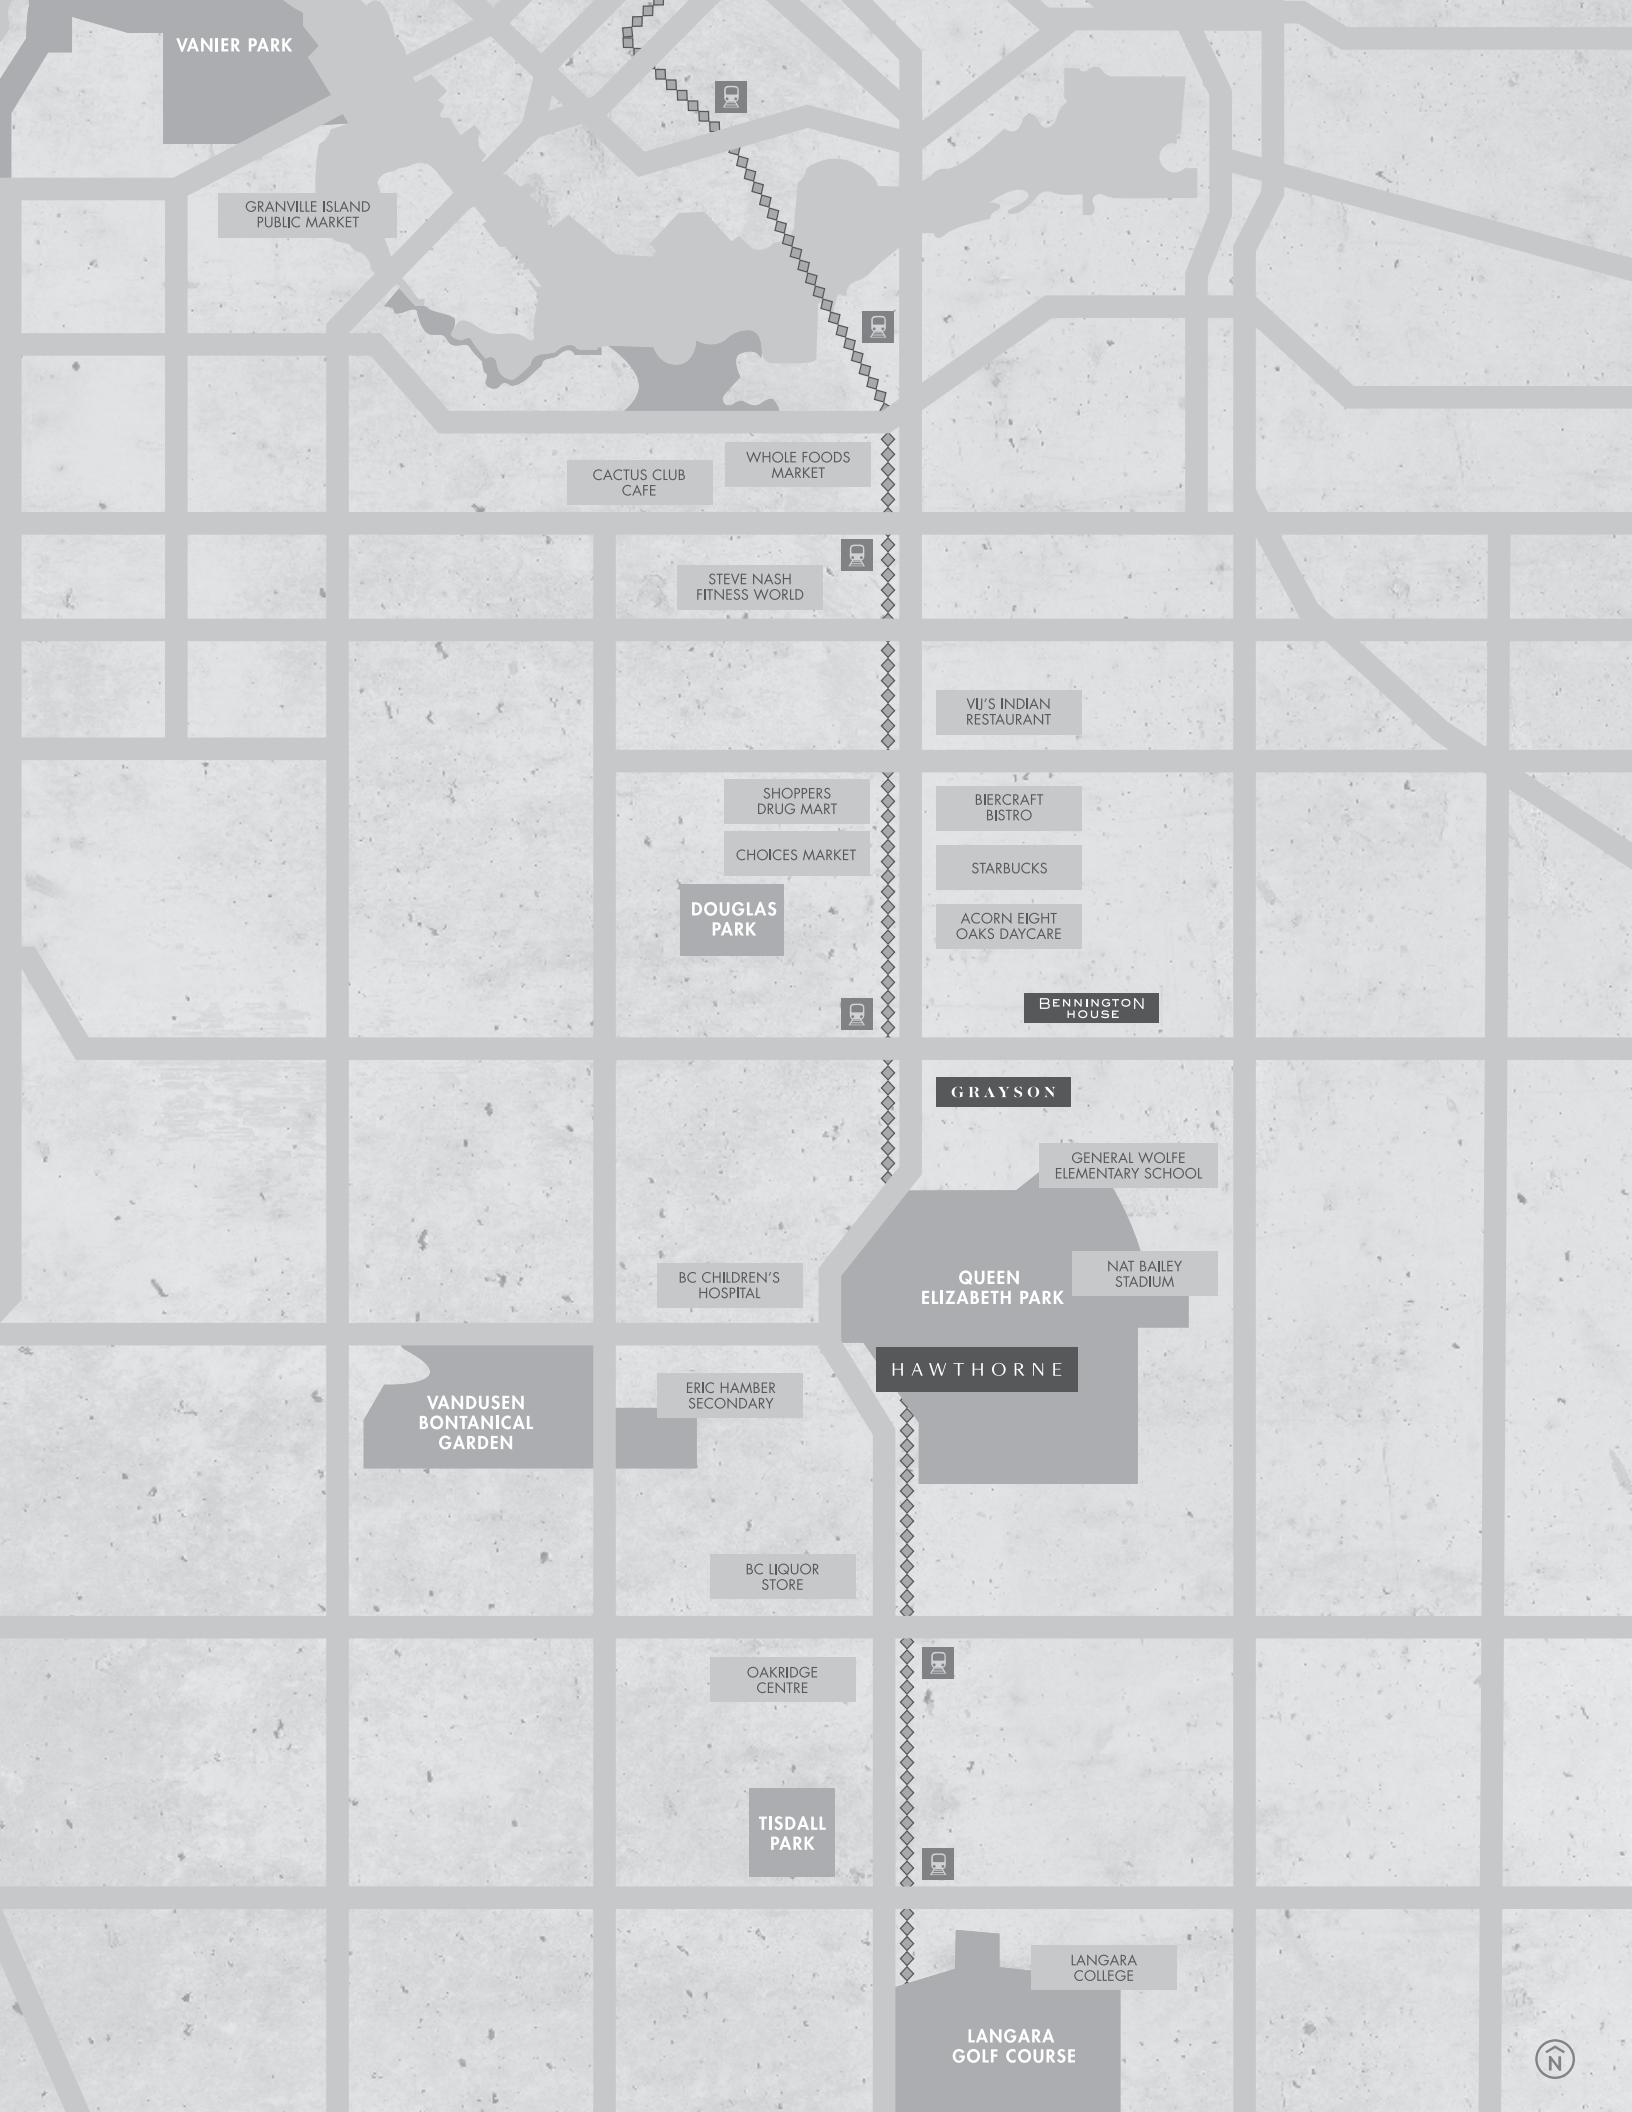 VANIER PARK
GRANVILLE ISLAND
PUBLIC MARKET
WHOLE FOODS
MARKET
CACTUS CLUB
CAFE
STEVE NASH
FITNESS WORLD
VIJ'S INDIAN
RESTAURANT
SHOPPERS
DRUG MART
BIERCRAFT
BISTRO
CHOICES MARKET
STARBUCKS
DOUGLAS
PARK
ACORN EIGHT
OAKS DAYCARE
BENNINGTON
HOUSE
GRAYSON
GENERAL WOLFE
ELEMENTARY SCHOOL
BC CHILDREN'S
HOSPITAL
QUEEN
ELIZABETH PARK
NAT BAILEY
STADIUM
HAWTHORNE
ERIC HAMBER
SECONDARY
VANDUSEN
BONTANICAL
GARDEN
BC LIQUOR
STORE
OAKRIDGE
CENTRE
TISDALL
PARK
LANGARA
COLLEGE
LANGARA
GOLF COURSE
N